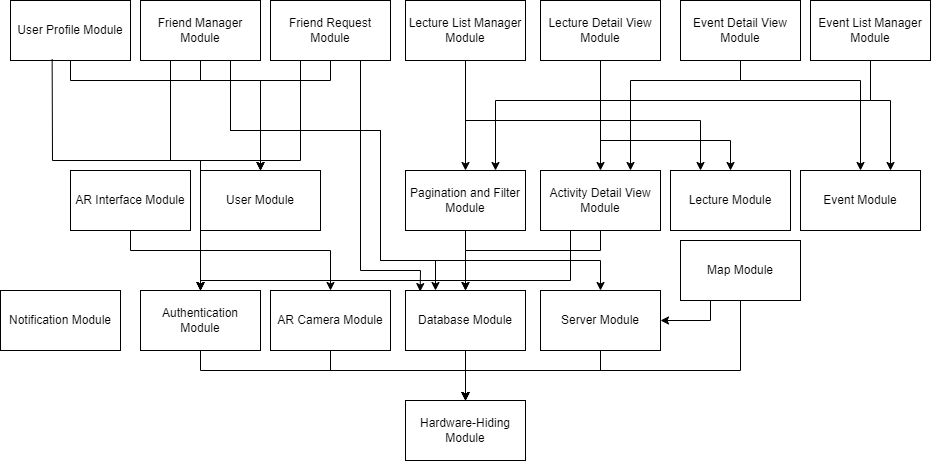 User Profile Module
Friend Manager
Module
Friend Request
Module
Lecture List Manager
Module
Lecture Detail View
Module
Event Detail View
Module
Event List Manager
Module
AR Interface Module
User Module
Pagination and Filter
Module
Activity Detail View
Module
Lecture Module
Event Module
Map Module
Notification Module
Authentication
Module
AR Camera Module
Database Module
Server Module
Hardware-Hiding
Module